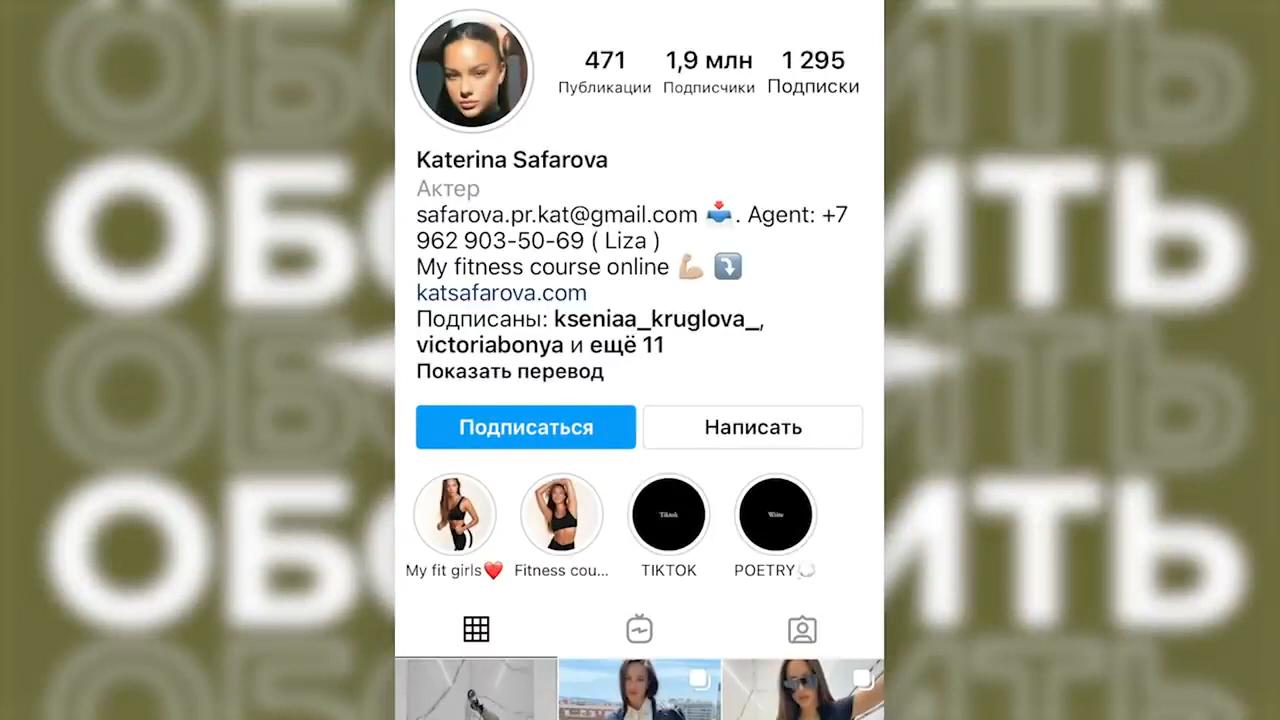 471 1,9 млн 1 295
Публикации Подписчики Подписки
Katerina Safarova
Актер
safarova.pr.kat@gmail.com 📥. Agent: +7
962 903-50-69 ( Liza )
My fitness course online 💪🏼 ⤵️
katsafarova.com
Подписаны: kseniaa_kruglova_,
victoriabonya и ещё 11
Показать перевод
Подписаться Написать
Tiktok
My fit girls❤️ Fitness cou... TIKTOK POETRY💭